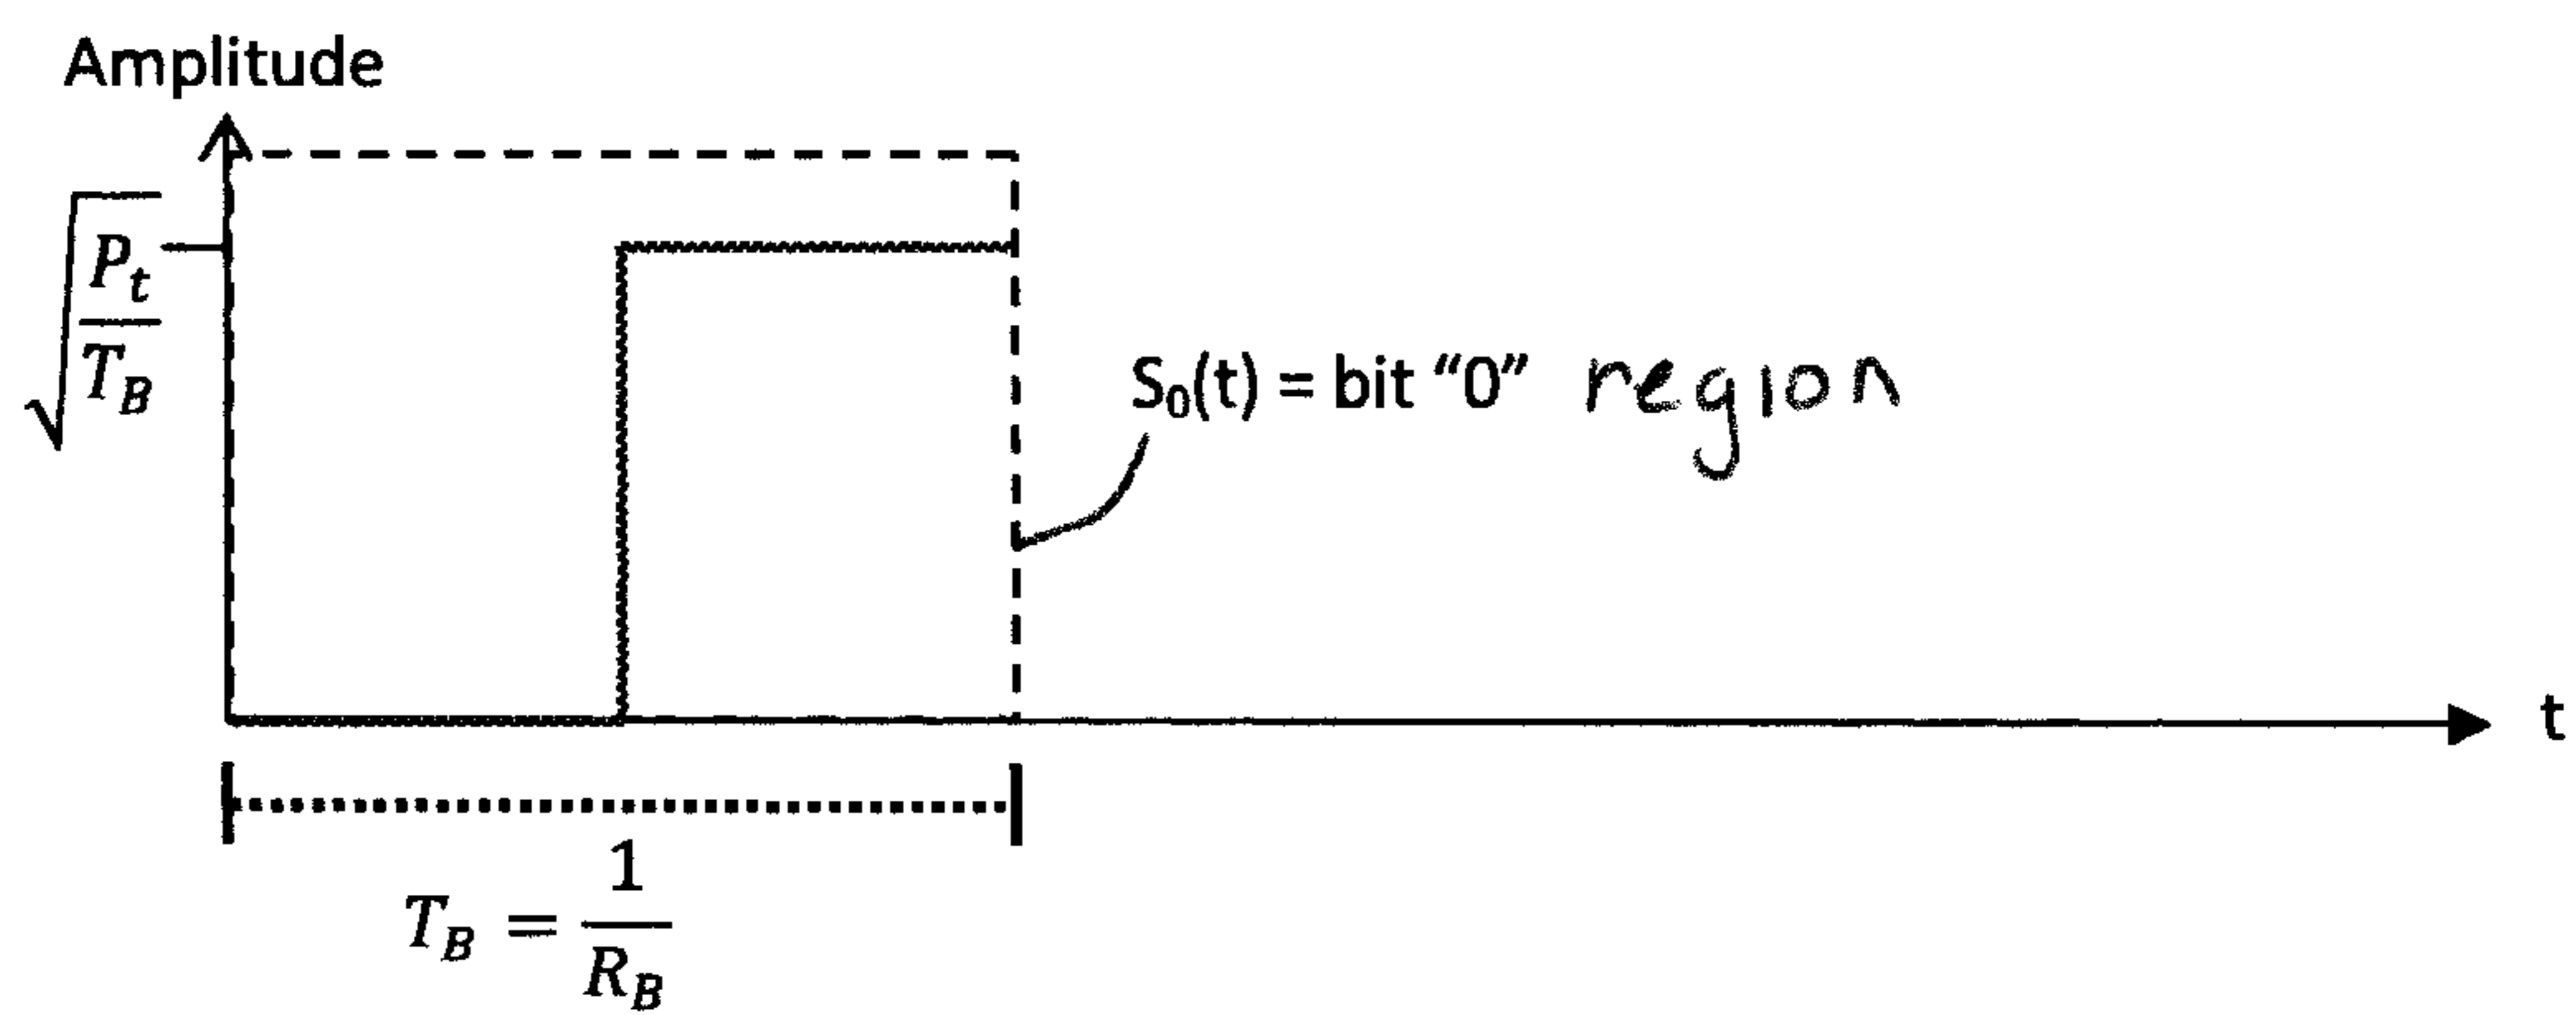 Amplitude
√(P_t/T_B)
S₀(t) = bit “0” region
t
T_B = 1/R_B